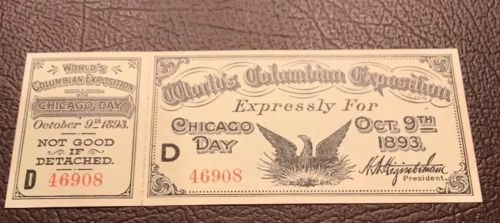 WORLD'S
COLUMBIAN EXPOSITION
CHICAGO DAY
October 9th 1893.
NOT GOOD
IF
DETACHED.
D 46908
World's Columbian Exposition
Expressly For
CHICAGO DAY
OCT. 9TH 1893.
D
46908
H.N. Higinbotham
President.